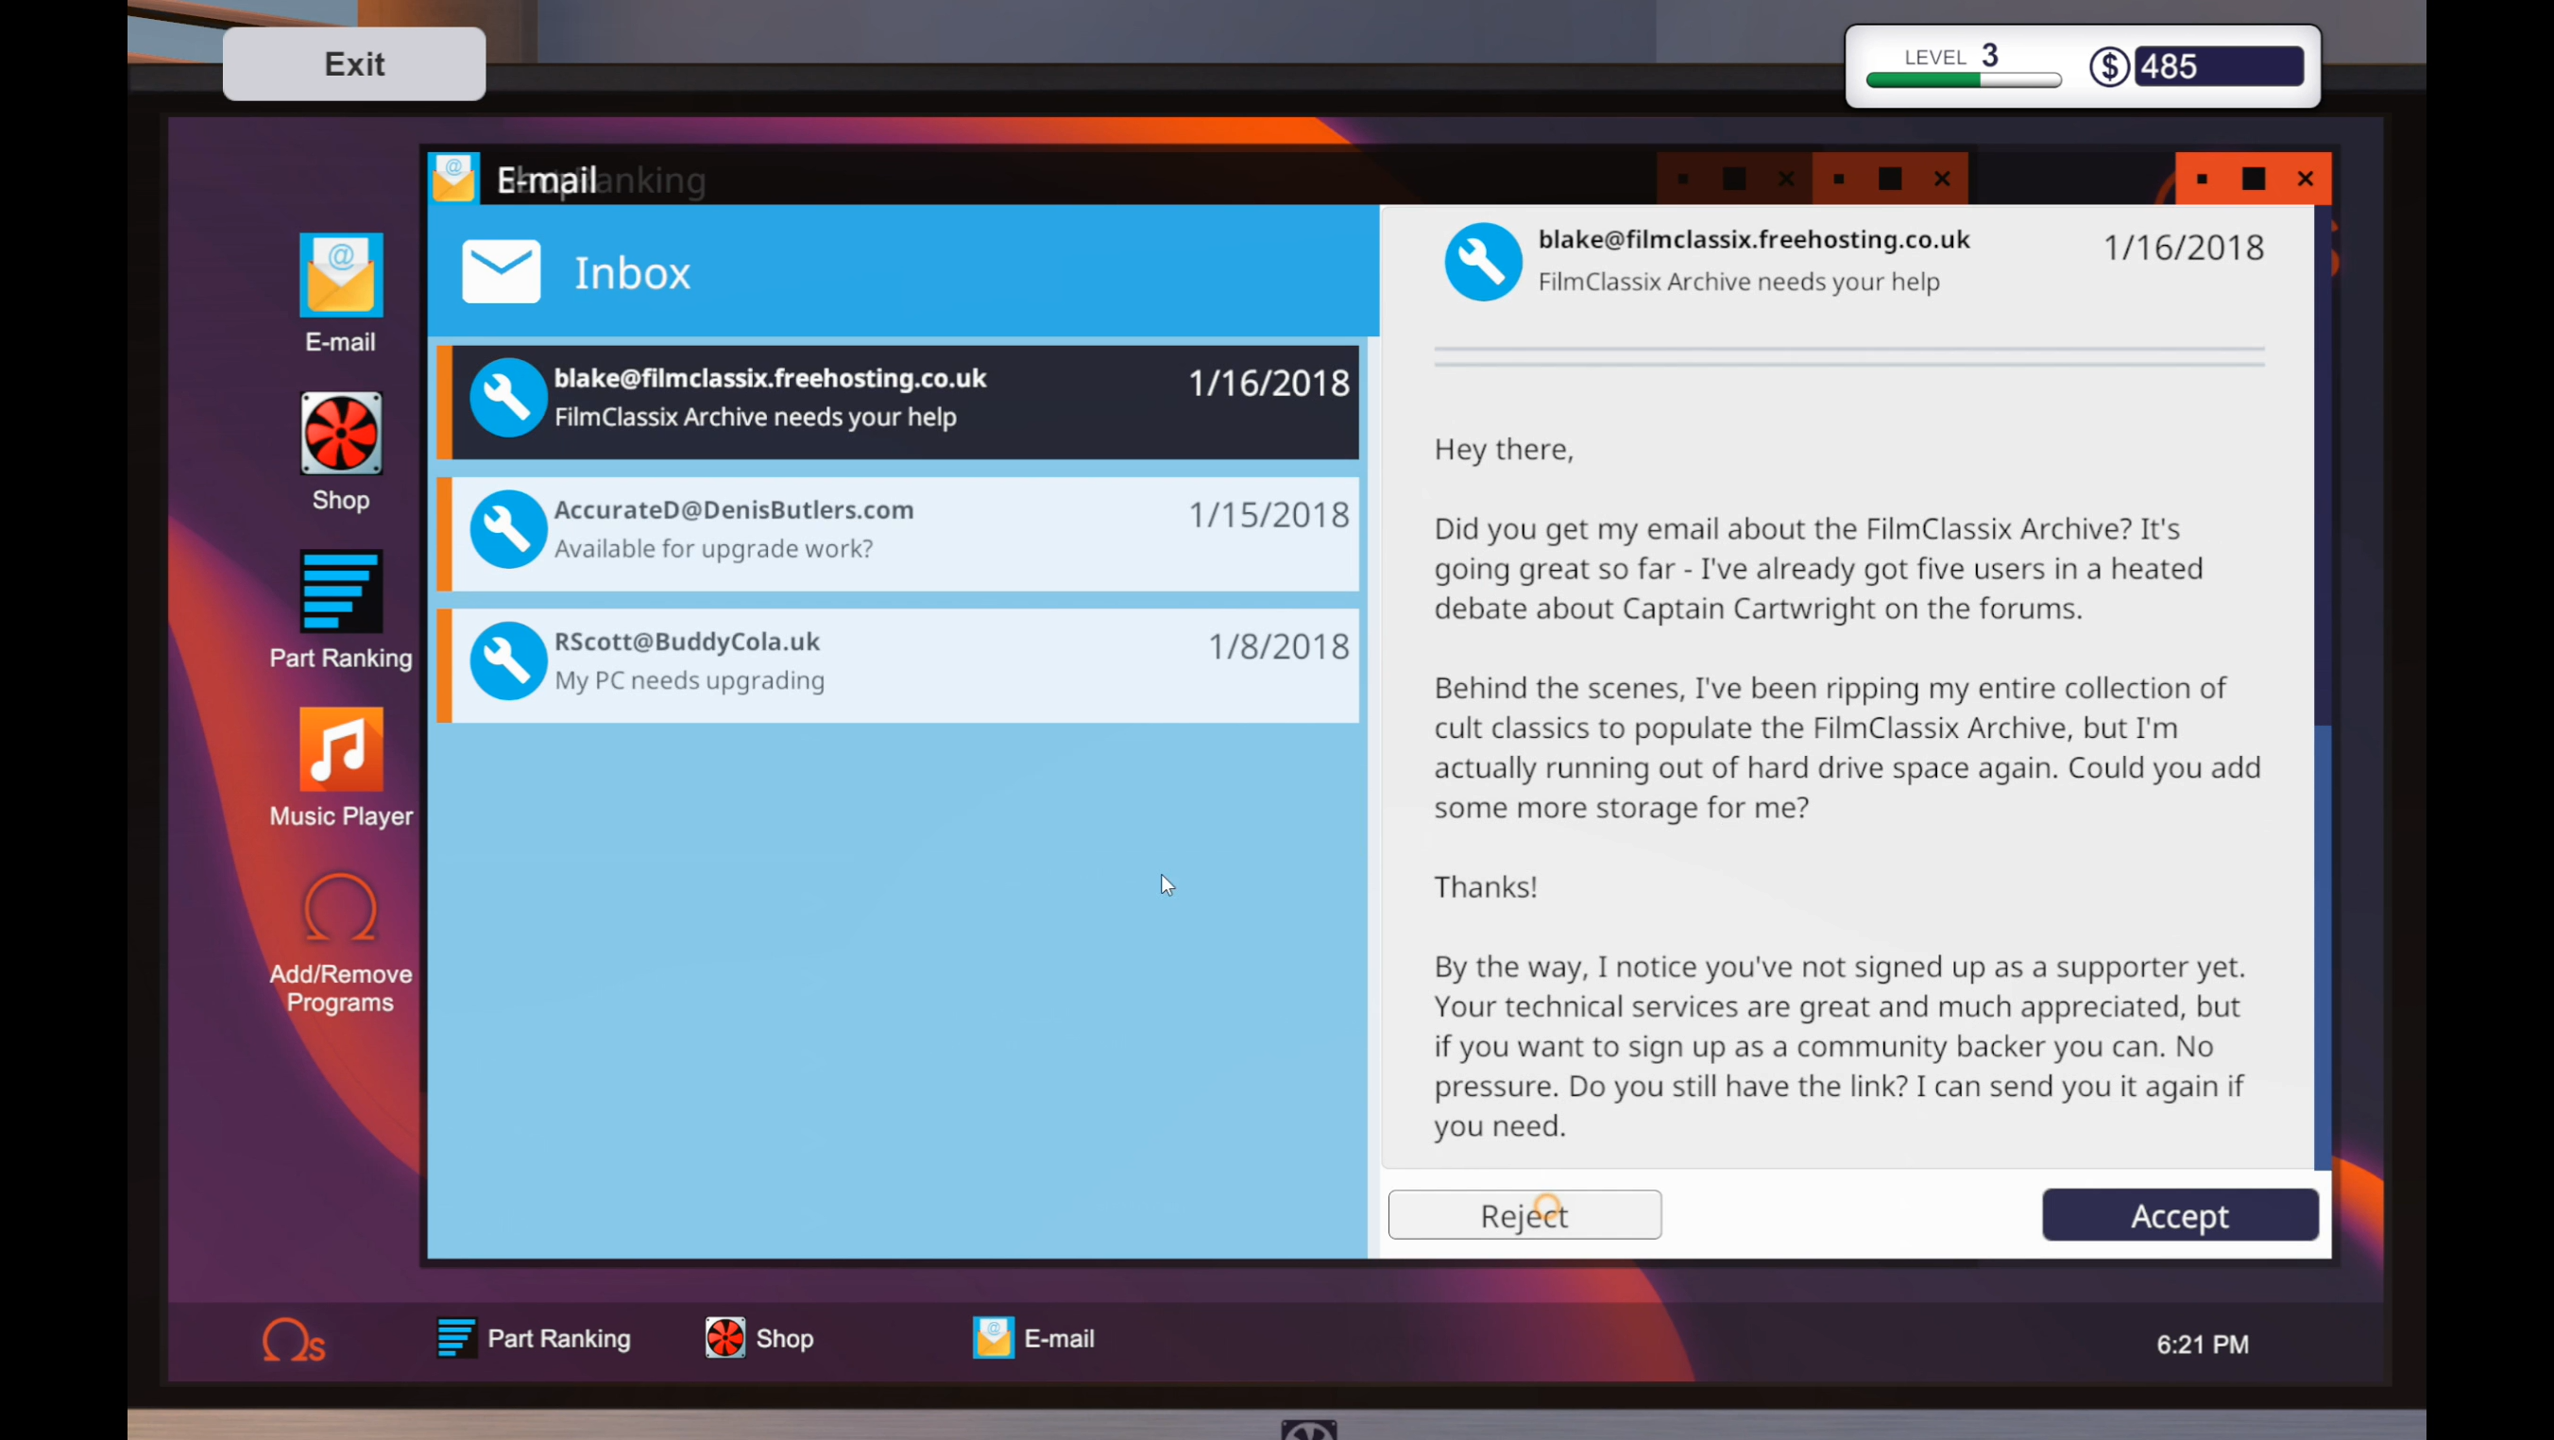 Exit
LEVEL 3
$ 485
E-mail
Inbox
blake@filmclassix.freehosting.co.uk
1/16/2018
FilmClassix Archive needs your help
AccurateD@DenisButlers.com
1/15/2018
Available for upgrade work?
RScott@BuddyCola.uk
1/8/2018
My PC needs upgrading
blake@filmclassix.freehosting.co.uk
1/16/2018
FilmClassix Archive needs your help
Hey there,
Did you get my email about the FilmClassix Archive? It's
going great so far - I've already got five users in a heated
debate about Captain Cartwright on the forums.
Behind the scenes, I've been ripping my entire collection of
cult classics to populate the FilmClassix Archive, but I'm
actually running out of hard drive space again. Could you add
some more storage for me?
Thanks!
By the way, I notice you've not signed up as a supporter yet.
Your technical services are great and much appreciated, but
if you want to sign up as a community backer you can. No
pressure. Do you still have the link? I can send you it again if
you need.
Reject
Accept
E-mail
Shop
Part Ranking
Music Player
Add/Remove
Programs
Ωs
Part Ranking
Shop
E-mail
6:21 PM